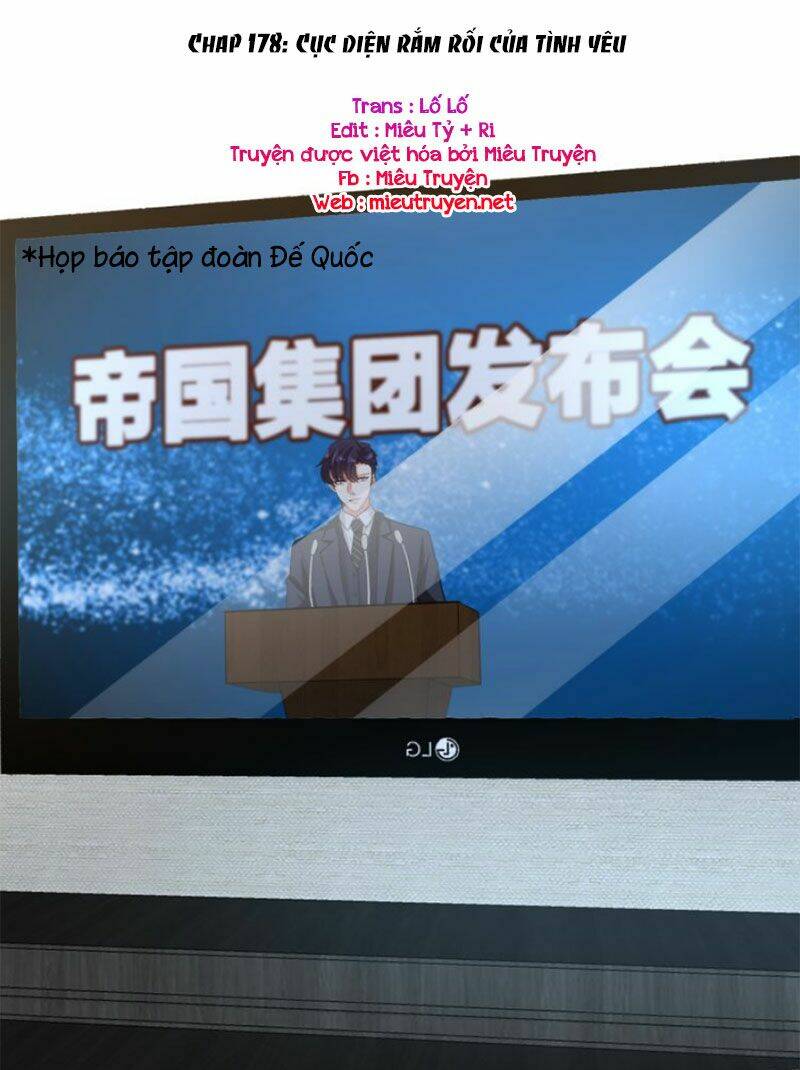 Chap 178: Cục diện rắm rối của tình yêu
Trans : Lố Lố
Edit : Miêu Tỷ + Ri
Truyện được việt hóa bởi Miêu Truyện
Fb : Miêu Truyện
Web : mieutruyen.net
*Họp báo tập đoàn Đế Quốc
帝国集团发布会
LG